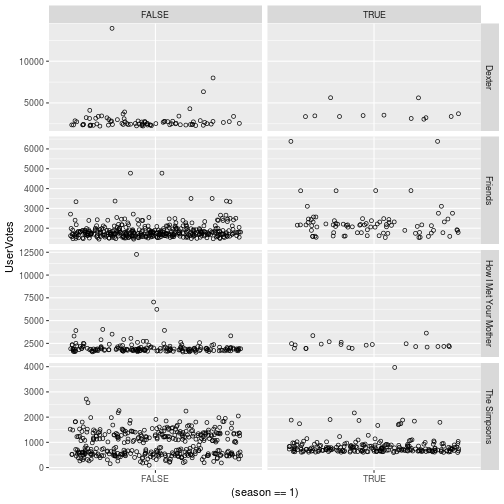 FALSE TRUE
10000
5000
Dexter
6000
5000
4000
3000
2000
Friends
UserVotes
12500
10000
7500
5000
2500
How I Met Your Mother
4000
3000
2000
1000
0
The Simpsons
FALSE TRUE
(season == 1)